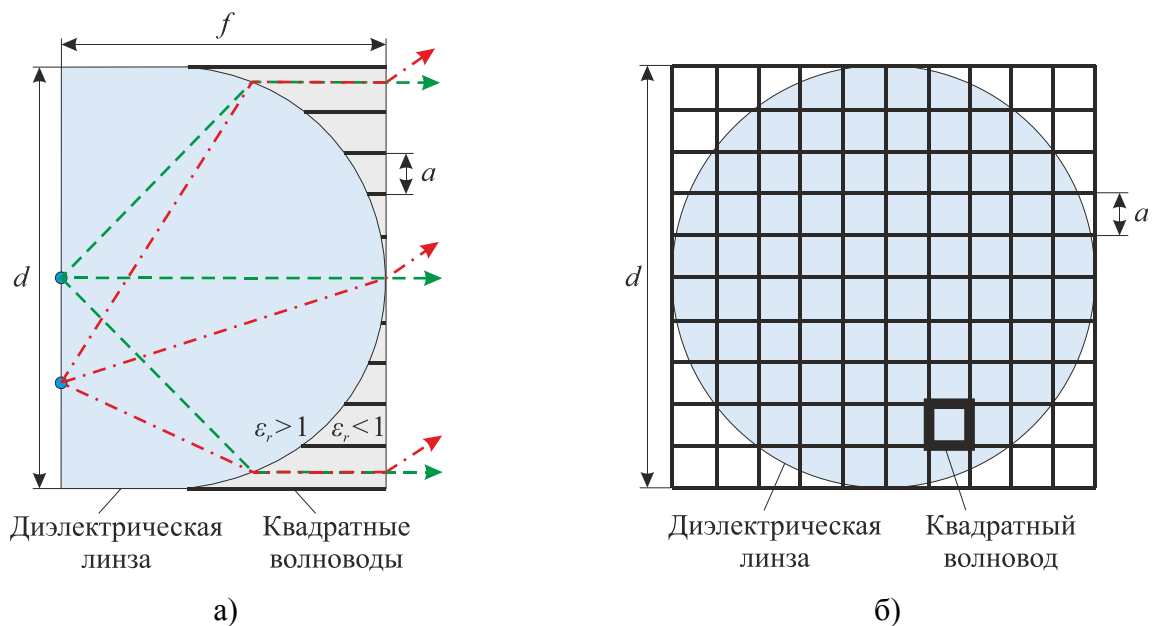 f
d
a
εᵣ > 1
εᵣ < 1
Диэлектрическая
линза
Квадратные
волноводы
а)
d
a
Диэлектрическая
линза
Квадратный
волновод
б)